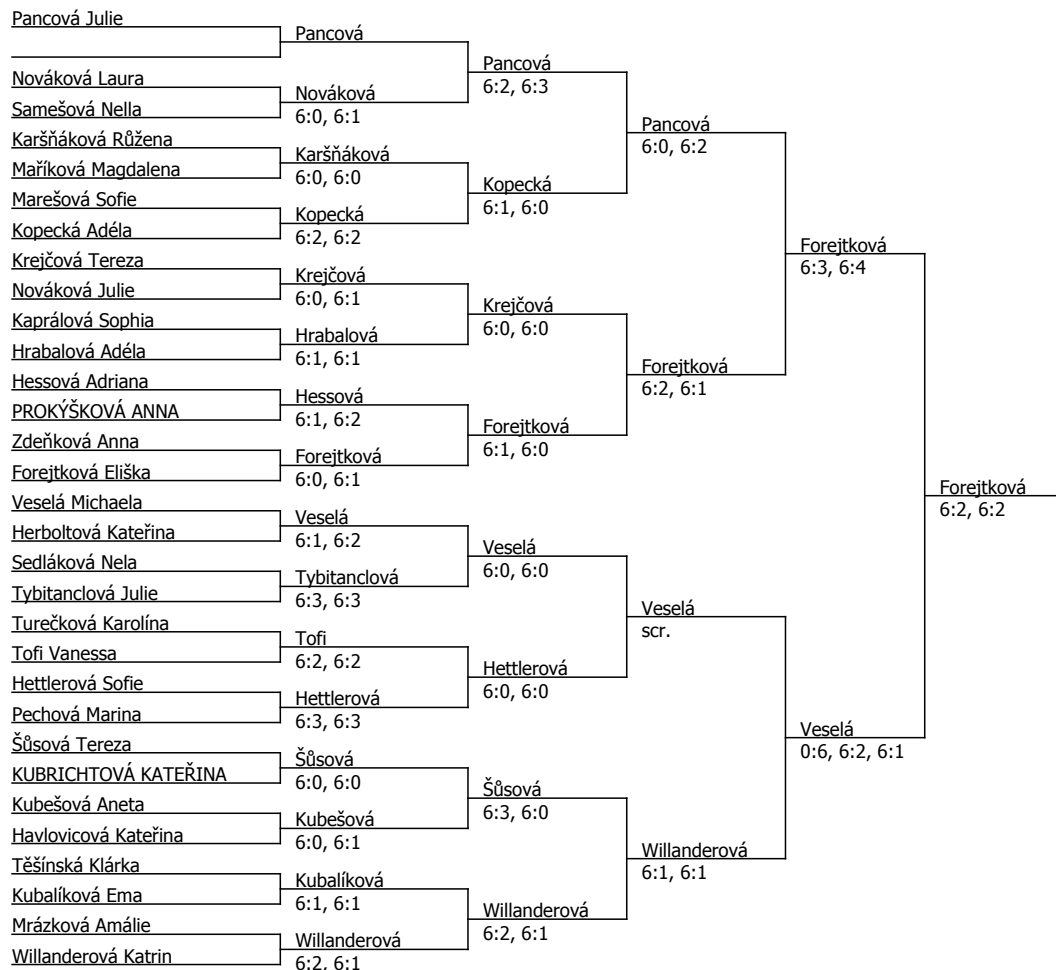 Pancová Julie
Pancová
Pancová
6:2, 6:3
Nováková Laura
Nováková
6:0, 6:1
Samešová Nella
Pancová
6:0, 6:2
Karšňáková Růžena
Karšňáková
6:0, 6:0
Maříková Magdalena
Kopecká
6:1, 6:0
Marešová Sofie
Kopecká
6:2, 6:2
Kopecká Adéla
Forejtková
6:3, 6:4
Krejčová Tereza
Krejčová
6:0, 6:1
Nováková Julie
Krejčová
6:0, 6:0
Kaprálová Sophia
Hrabalová
6:1, 6:1
Hrabalová Adéla
Forejtková
6:2, 6:1
Hessová Adriana
Hessová
6:1, 6:2
PROKÝŠKOVÁ ANNA
Forejtková
6:1, 6:0
Zdeňková Anna
Forejtková
6:0, 6:1
Forejtková Eliška
Forejtková
6:2, 6:2
Veselá Michaela
Veselá
6:1, 6:2
Herboltová Kateřina
Veselá
6:0, 6:0
Sedláková Nela
Tybitanclová
6:3, 6:3
Tybitanclová Julie
Veselá
scr.
Turečková Karolína
Tofi
6:2, 6:2
Tofi Vanessa
Hettlerová
6:0, 6:0
Hettlerová Sofie
Hettlerová
6:3, 6:3
Pechová Marina
Veselá
0:6, 6:2, 6:1
Šůsová Tereza
Šůsová
6:0, 6:0
KUBRICHTOVÁ KATEŘINA
Šůsová
6:3, 6:0
Kubešová Aneta
Kubešová
6:0, 6:1
Havlovicová Kateřina
Willanderová
6:1, 6:1
Těšínská Klárka
Kubalíková
6:1, 6:1
Kubalíková Ema
Willanderová
6:2, 6:1
Mrázková Amálie
Willanderová
6:2, 6:1
Willanderová Katrin